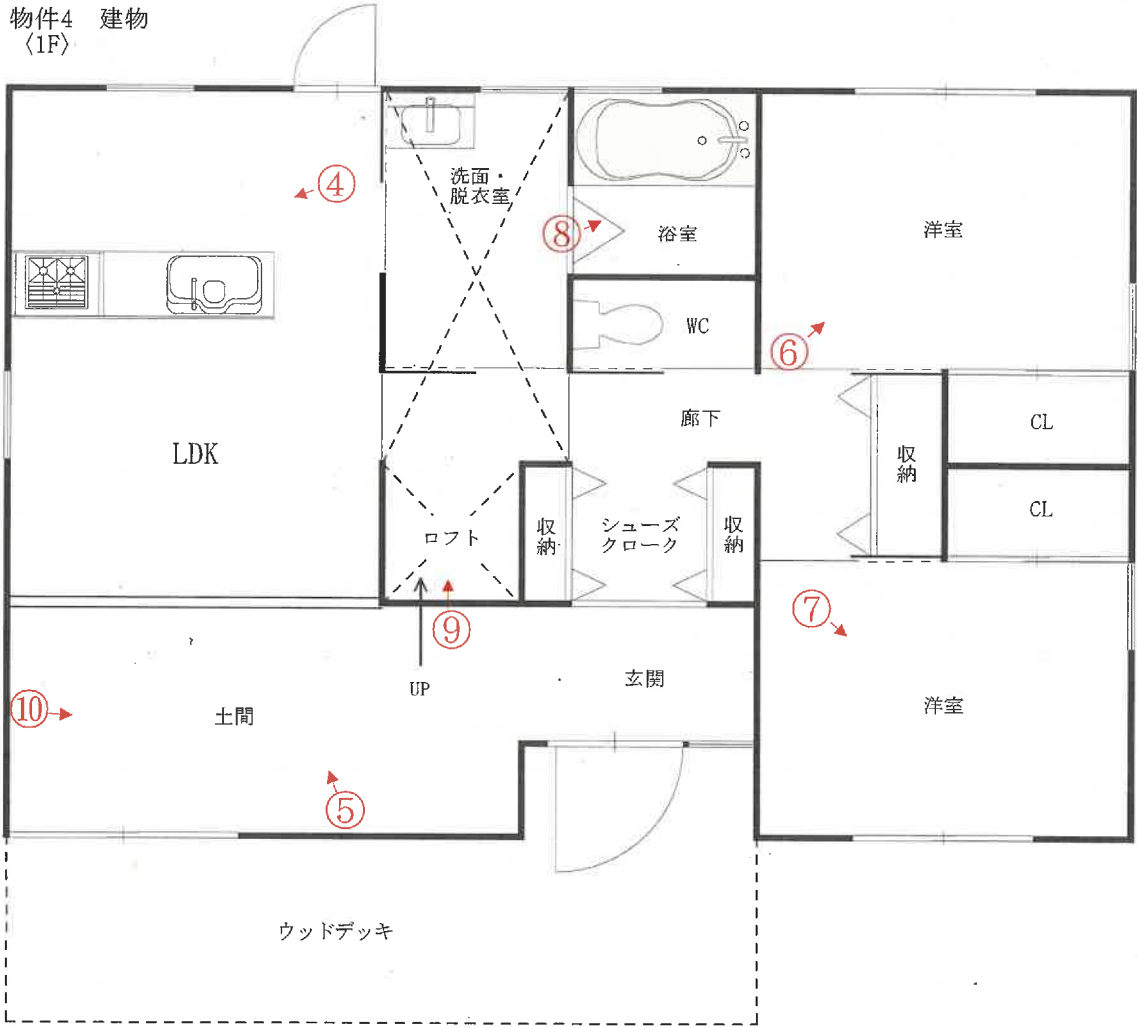 物件4 建物
〈1F〉
④
洗面・
脱衣室
⑧
浴室
洋室
WC
⑥
LDK
廊下
CL
収納
CL
ロフト
収納
シューズ
クローク
収納
⑨
⑦
UP
玄関
⑩
土間
洋室
⑤
ウッドデッキ